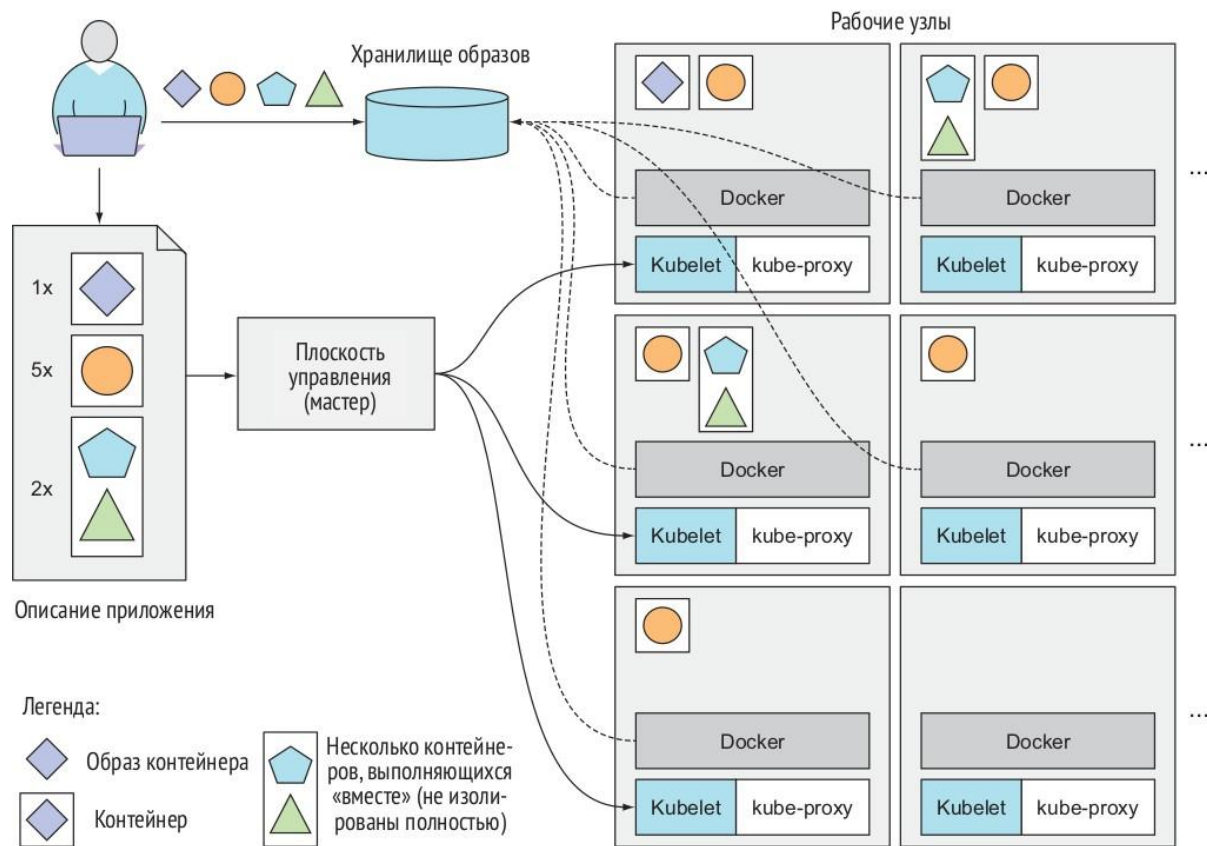 Рабочие узлы
Хранилище образов
Docker
Kubelet
kube-proxy
Docker
Kubelet
kube-proxy
...
1x
5x
2x
Плоскость
управления
(мастер)
Docker
Kubelet
kube-proxy
Docker
Kubelet
kube-proxy
...
Описание приложения
Docker
Kubelet
kube-proxy
Docker
Kubelet
kube-proxy
...
Легенда:
Образ контейнера
Контейнер
Несколько контейне-
ров, выполняющихся
«вместе» (не изоли-
рованы полностью)